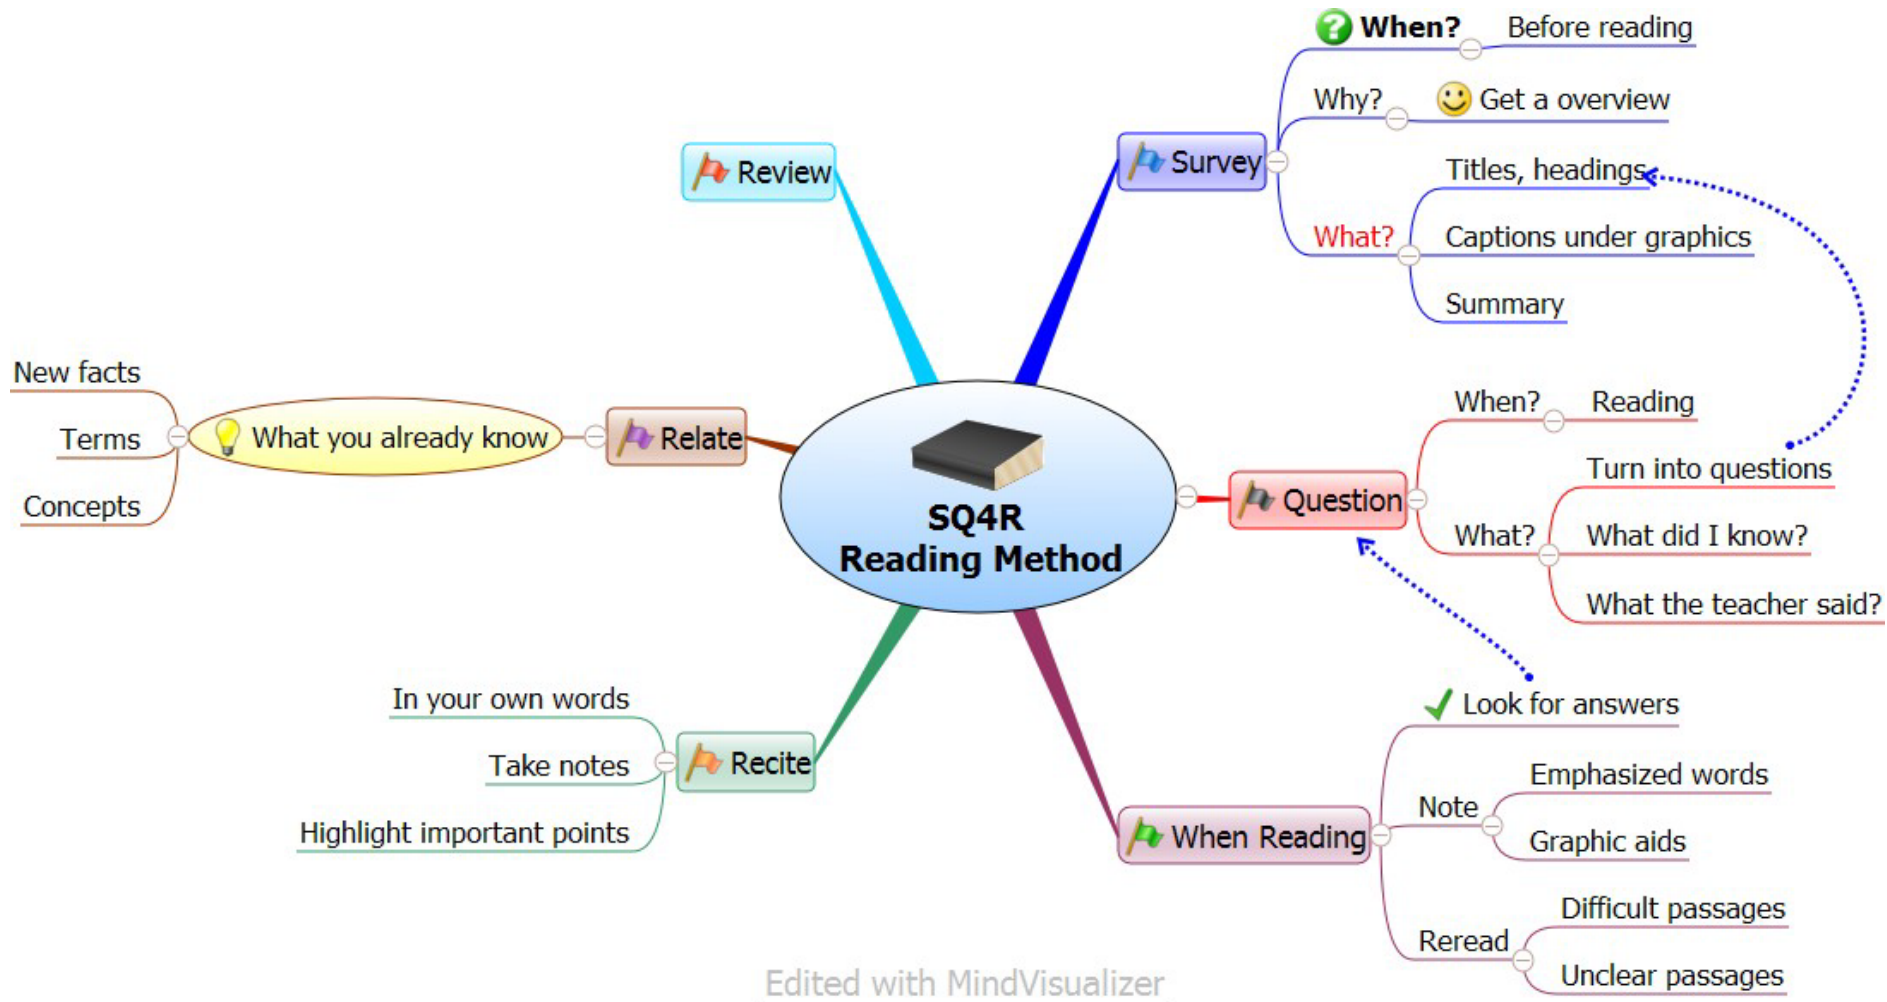 SQ4R
Reading Method
Survey
When?
Before reading
Why?
Get a overview
What?
Titles, headings
Captions under graphics
Summary
Question
When?
Reading
What?
Turn into questions
What did I know?
What the teacher said?
When Reading
Look for answers
Note
Emphasized words
Graphic aids
Reread
Difficult passages
Unclear passages
Recite
In your own words
Take notes
Highlight important points
Relate
What you already know
New facts
Terms
Concepts
Review
Edited with MindVisualizer